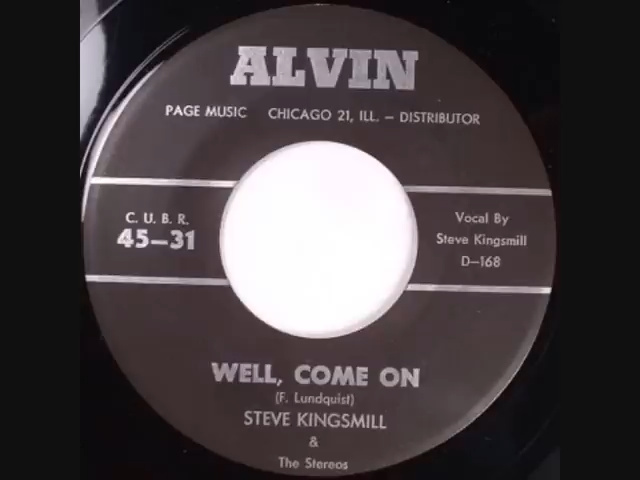 ALVIN
PAGE MUSIC CHICAGO 21, ILL. – DISTRIBUTOR
C. U. B. R.
45–31
Vocal By
Steve Kingsmill
D–168
WELL, COME ON
(F. Lundquist)
STEVE KINGSMILL
&
The Stereos